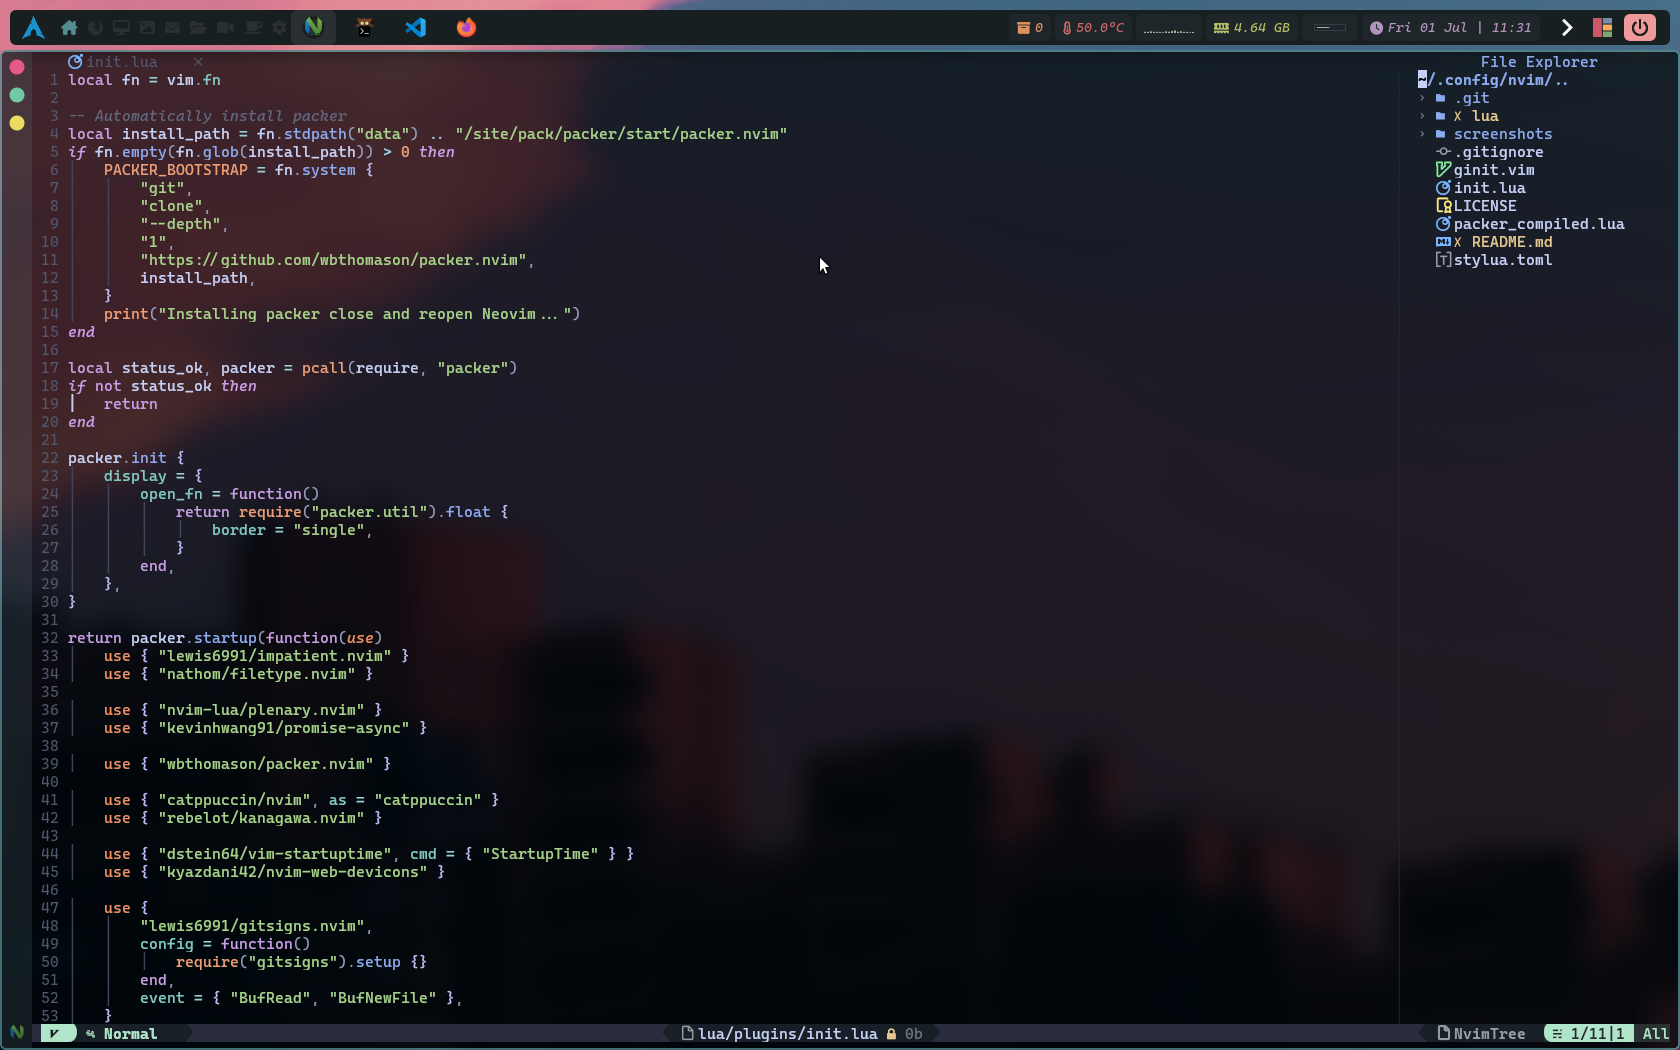 0 50.0°C 4.64 GB Fri 01 Jul | 11:31
init.lua ×
1 local fn = vim.fn
2
3 -- Automatically install packer
4 local install_path = fn.stdpath("data") .. "/site/pack/packer/start/packer.nvim"
5 if fn.empty(fn.glob(install_path)) > 0 then
6 PACKER_BOOTSTRAP = fn.system {
7 "git",
8 "clone",
9 "--depth",
10 "1",
11 "https://github.com/wbthomason/packer.nvim",
12 install_path,
13 }
14 print("Installing packer close and reopen Neovim...")
15 end
16
17 local status_ok, packer = pcall(require, "packer")
18 if not status_ok then
19 return
20 end
21
22 packer.init {
23 display = {
24 open_fn = function()
25 return require("packer.util").float {
26 border = "single",
27 }
28 end,
29 },
30 }
31
32 return packer.startup(function(use)
33 use { "lewis6991/impatient.nvim" }
34 use { "nathom/filetype.nvim" }
35
36 use { "nvim-lua/plenary.nvim" }
37 use { "kevinhwang91/promise-async" }
38
39 use { "wbthomason/packer.nvim" }
40
41 use { "catppuccin/nvim", as = "catppuccin" }
42 use { "rebelot/kanagawa.nvim" }
43
44 use { "dstein64/vim-startuptime", cmd = { "StartupTime" } }
45 use { "kyazdani42/nvim-web-devicons" }
46
47 use {
48 "lewis6991/gitsigns.nvim",
49 config = function()
50 require("gitsigns").setup {}
51 end,
52 event = { "BufRead", "BufNewFile" },
53 }
File Explorer
~/.config/nvim/..
.git
✗ lua
screenshots
.gitignore
ginit.vim
init.lua
LICENSE
packer_compiled.lua
✗ README.md
stylua.toml
Normal lua/plugins/init.lua 0b NvimTree 1/11|1 All